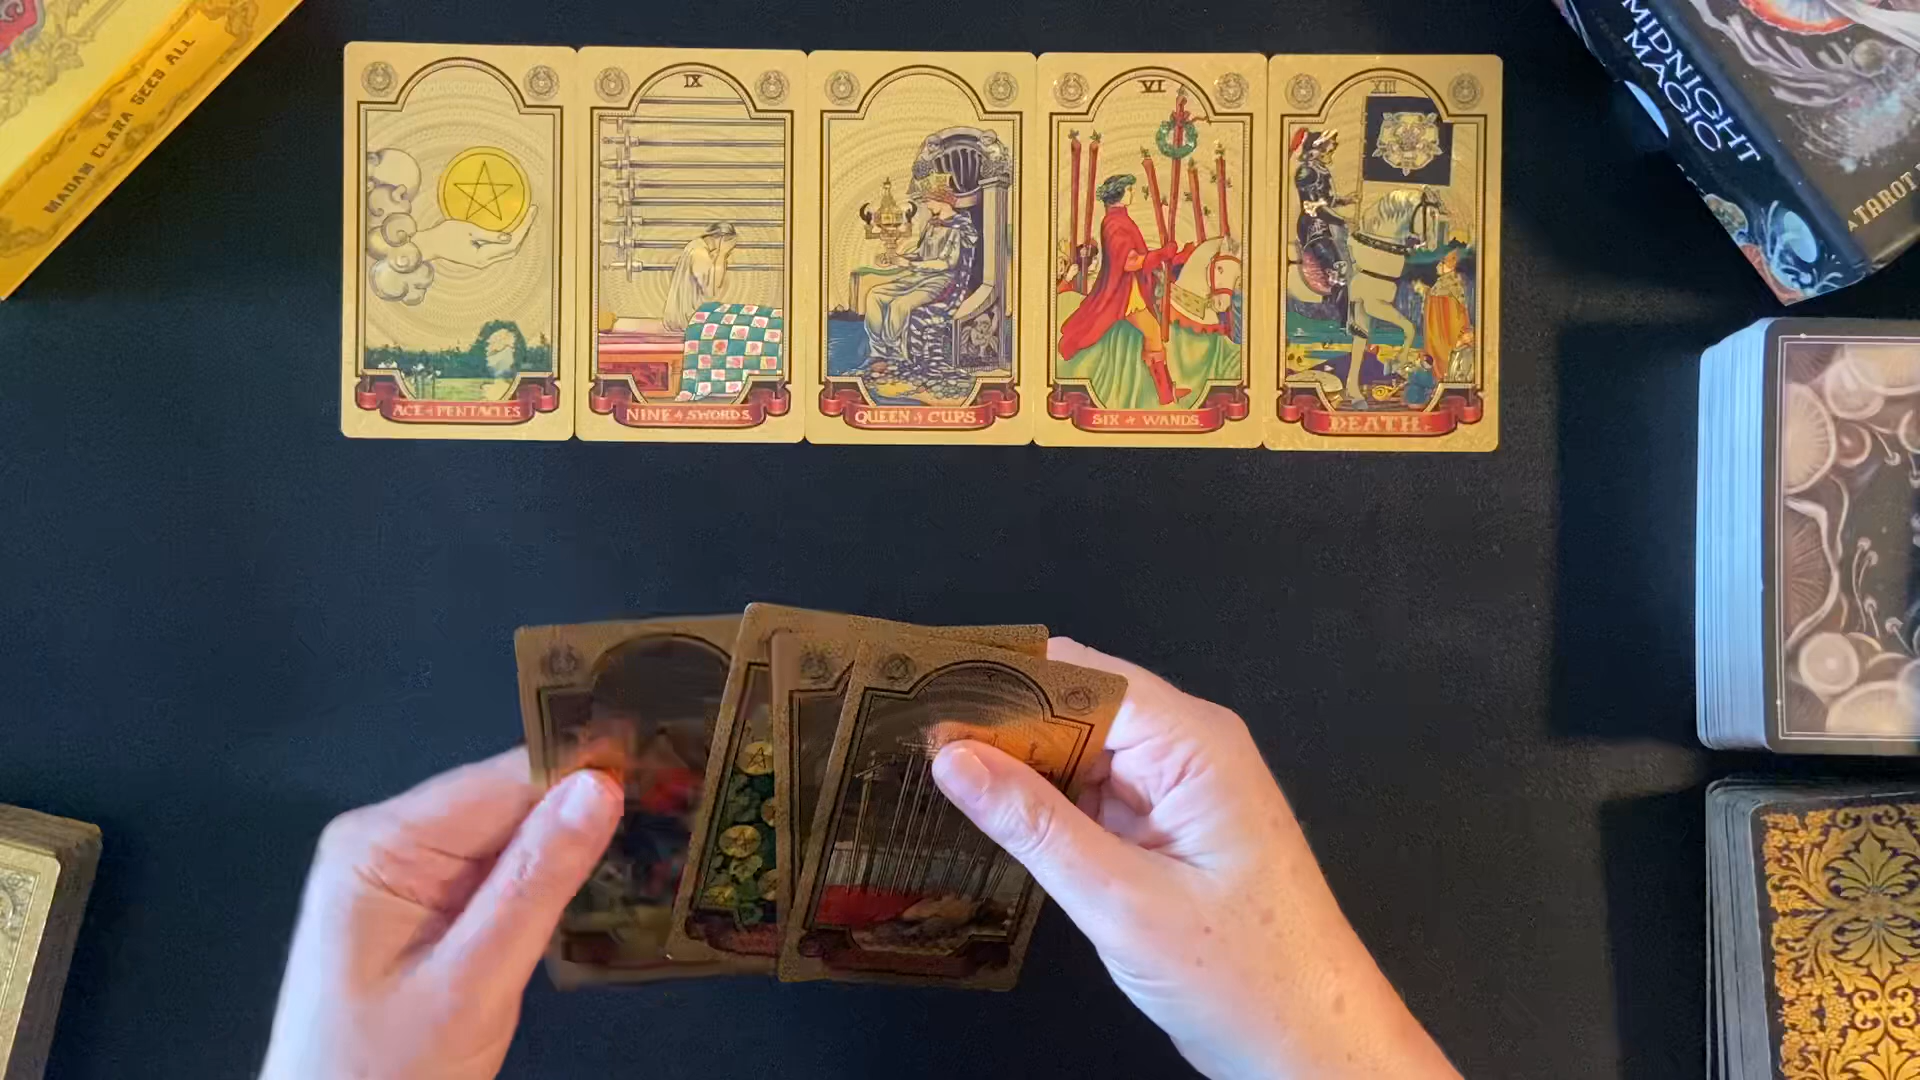 MADAM CLARA SEES ALL
MIDNIGHT
MAGIC
A TAROT
IX
VI
XIII
ACE of PENTACLES
NINE of SWORDS.
QUEEN of CUPS.
SIX of WANDS.
DEATH.